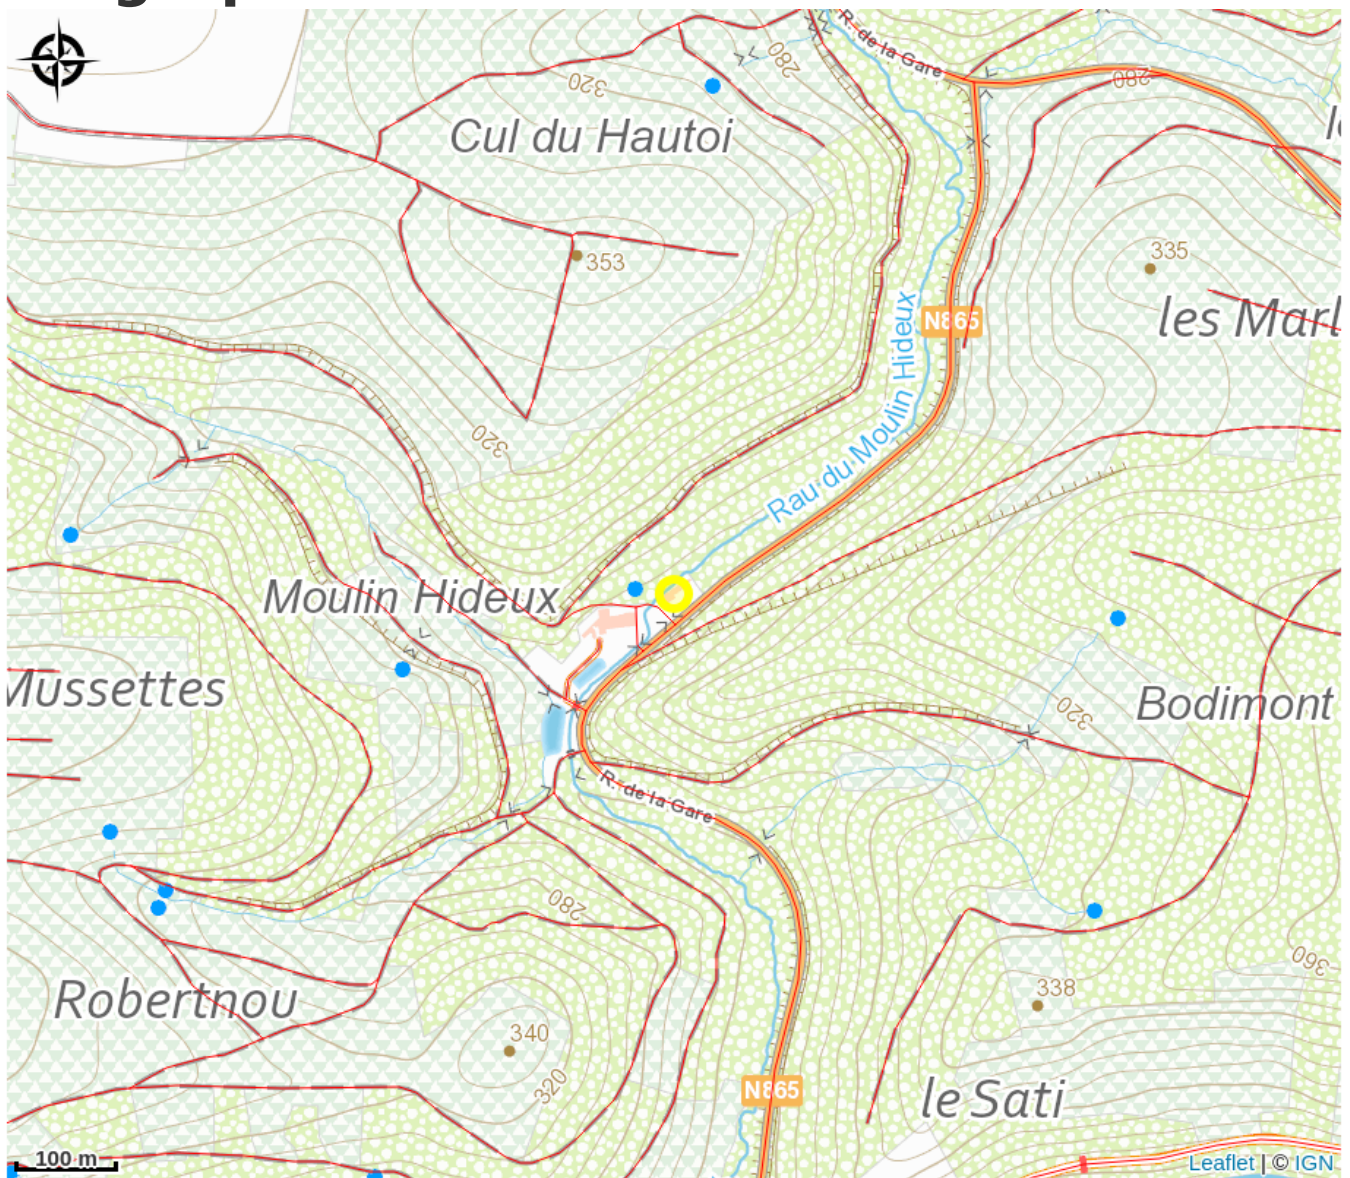 R. de la Gare
280
280
320
Cul du Hautoi
353
335
les Marl
N865
Rau du Moulin Hideux
320
Moulin Hideux
Mussettes
320
Bodimont
R. de la Gare
280
360
Robertnou
340
338
320
N865
le Sati
100 m
Leaflet | © IGN